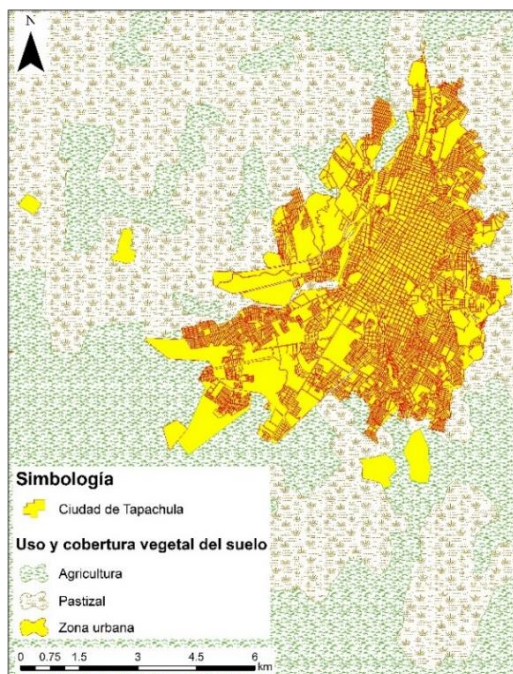 N
Simbología
Ciudad de Tapachula
Uso y cobertura vegetal del suelo
Agricultura
Pastizal
Zona urbana
0 0.75 1.5 3 4.5 6
km